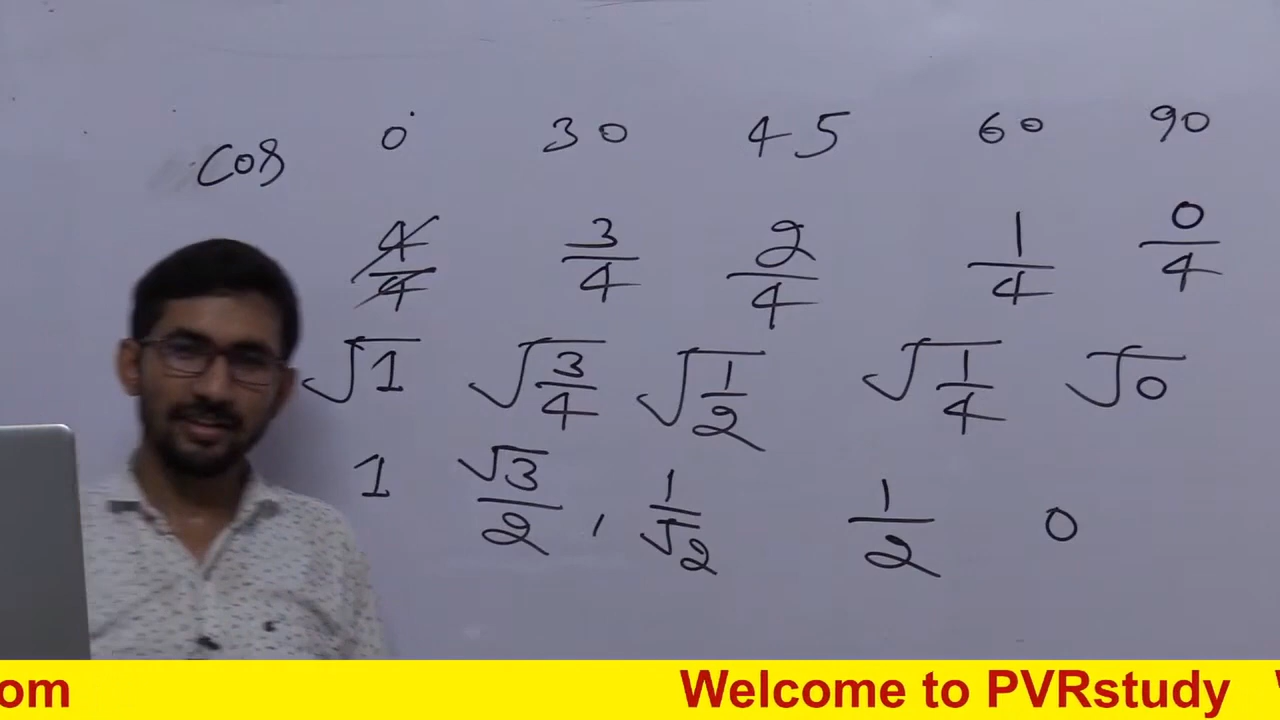 cos 0° 30 45 60 90
4/4 3/4 2/4 1/4 0/4
√1 √3/4 √1/2 √1/4 √0
1 √3/2 , 1/√2 1/2 0
om Welcome to PVRstudy